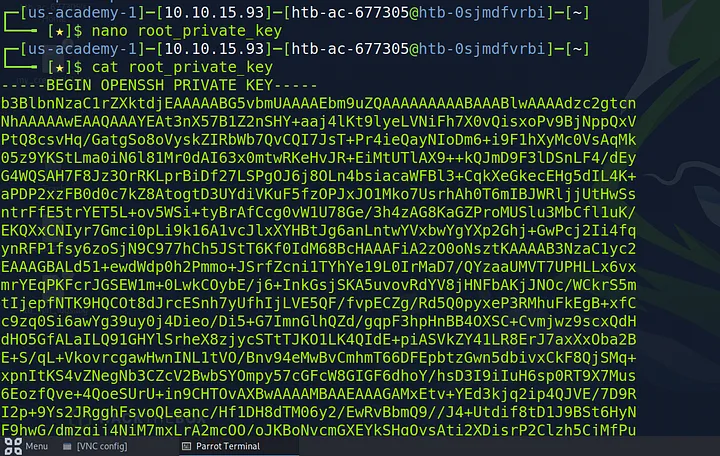 ┌─[us-academy-1]─[10.10.15.93]─[htb-ac-677305@htb-0sjmdfvrbi]─[~]
└──╼ [★]$ nano root_private_key
┌─[us-academy-1]─[10.10.15.93]─[htb-ac-677305@htb-0sjmdfvrbi]─[~]
└──╼ [★]$ cat root_private_key
-----BEGIN OPENSSH PRIVATE KEY-----
b3BlbnNzaC1rZXktdjEAAAAABG5vbmUAAAAEbm9uZQAAAAAAAAABAAABlwAAAAdzc2gtcn
NhAAAAAwEAAQAAAYEAt3nX57B1Z2nSHY+aaj4lKt9lyeLVNiFh7X0vQisxoPv9BjNppQxV
PtQ8csvHq/GatgSo8oVyskZIRbWb7QvCQI7JsT+Pr4ieQayNIoDm6+i9F1hXyMc0VsAqMk
05z9YKStLma0iN6l81Mr0dAI63x0mtwRKeHvJR+EiMtUTlAX9++kQJmD9F3lDSnLF4/dEy
G4WQSAH7F8Jz3OrRKLprBiDf27LSPgOJ6j8OLn4bsiacaWFBl3+CqkXeGkecEHg5dIL4K+
aPDP2xzFB0d0c7kZ8AtogtD3UYdiVKuF5fzOPJxJO1Mko7UsrhAh0T6mIBJWRljjUtHwSs
ntrFfE5trYET5L+ov5WSi+tyBrAfCcg0vW1U78Ge/3h4zAG8KaGZProMUSlu3MbCfl1uK/
EKQXxCNIyr7Gmci0pLi9k16A1vcJlxXYHBtJg6anLntwYVxbwYgYXp2Ghj+GwPcj2Ii4fq
ynRFP1fsy6zoSjN9C977hCh5JStT6Kf0IdM68BcHAAAFiA2zO0oNsztKAAAAB3NzaC1yc2
EAAAGBALd51+ewdWdp0h2Pmmo+JSrfZcni1TYhYe19L0IrMaD7/QYzaaUMVT7UPHLLx6vx
mrYEqPKFcrJGSEW1m+0LwkCOybE/j6+InkGsjSKA5uvovRdYV8jHNFbAKjJNOc/WCkrS5m
tIjepfNTK9HQCOt8dJrcESnh7yUfhIjLVE5QF/fvpECZg/Rd5Q0pyxeP3RMhuFkEgB+xfC
c9zq0Si6awYg39uy0j4Dieo/Di5+G7ImnGlhQZd/gqpF3hpHnBB4OXSC+Cvmjwz9scxQdH
dHO5GfALaILQ91GHYlSrheX8zjycSTtTJKO1LK4QIdE+piASVkZY41LR8ErJ7axXxOba2B
E+S/qL+VkovrcgawHwnINL1tVO/Bnv94eMwBvCmhmT66DFEpbtzGwn5dbivxCkF8QjSMq+
xpnItKS4vZNegNb3CZcV2BwbSYOmpy57cGFcW8GIGF6dhoY/hsD3I9iIuH6sp0RT9X7Mus
6EozfQve+4QoeSUrU+in9CHTOvAXBwAAAAMBAAEAAAGAMxEtv+YEd3kjq2ip4QJVE/7D9R
I2p+9Ys2JRgghFsvoQLeanc/Hf1DH8dTM06y2/EwRvBbmQ9//J4+Utdif8tD1J9BSt6HyN
F9hwG/dmzqij4NiM7mxLrA2mcOO/oJKBoNvcmGXEYkSHgOvsAti2XDisrP2Clzh5CjMfPu
Menu
[VNC config]
Parrot Terminal